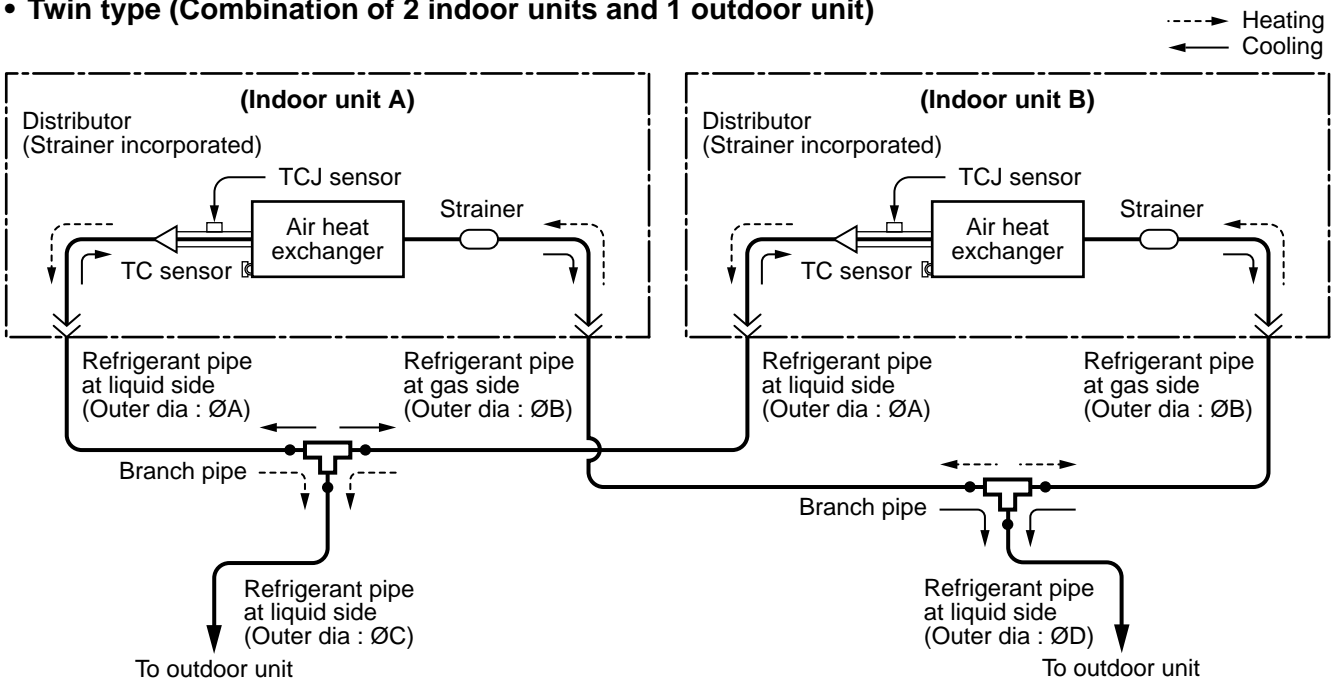 • Twin type (Combination of 2 indoor units and 1 outdoor unit)
Heating
Cooling
(Indoor unit A)
Distributor
(Strainer incorporated)
TCJ sensor
Air heat
exchanger
Strainer
TC sensor
(Indoor unit B)
Distributor
(Strainer incorporated)
TCJ sensor
Air heat
exchanger
Strainer
TC sensor
Refrigerant pipe
at liquid side
(Outer dia : ØA)
Refrigerant pipe
at gas side
(Outer dia : ØB)
Refrigerant pipe
at liquid side
(Outer dia : ØA)
Refrigerant pipe
at gas side
(Outer dia : ØB)
Branch pipe
Branch pipe
Refrigerant pipe
at liquid side
(Outer dia : ØC)
To outdoor unit
Refrigerant pipe
at liquid side
(Outer dia : ØD)
To outdoor unit